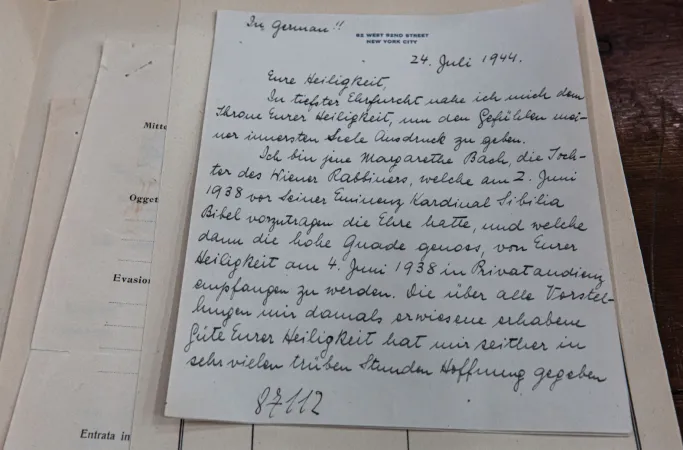 In German!!
82 WEST 82ND STREET
NEW YORK CITY
24. Juli 1944.
Eure Heiligkeit,
In tiefster Ehrfurcht nahe ich mich dem
Throne Eurer Heiligkeit, um den Gefühlen mei-
ner innersten Seele Ausdruck zu geben.
Ich bin jene Margarethe Bach, die Toch-
ter des Wiener Rabbiners, welche am 2. Juni
1938 vor Seiner Eminenz Kardinal Sibilia
Bibel vorzutragen die Ehre hatte, und welche
dann die hohe Gnade genoss, von Eurer
Heiligkeit am 4. Juni 1938 in Privataudienz
empfangen zu werden. Die über alle Vorstel-
lungen mir damals erwiesene erhabene
Güte Eurer Heiligkeit hat mir seither in
sehr vielen trüben Stunden Hoffnung gegeben
87112
Mitte
Ogget
Evasion
Entrata in